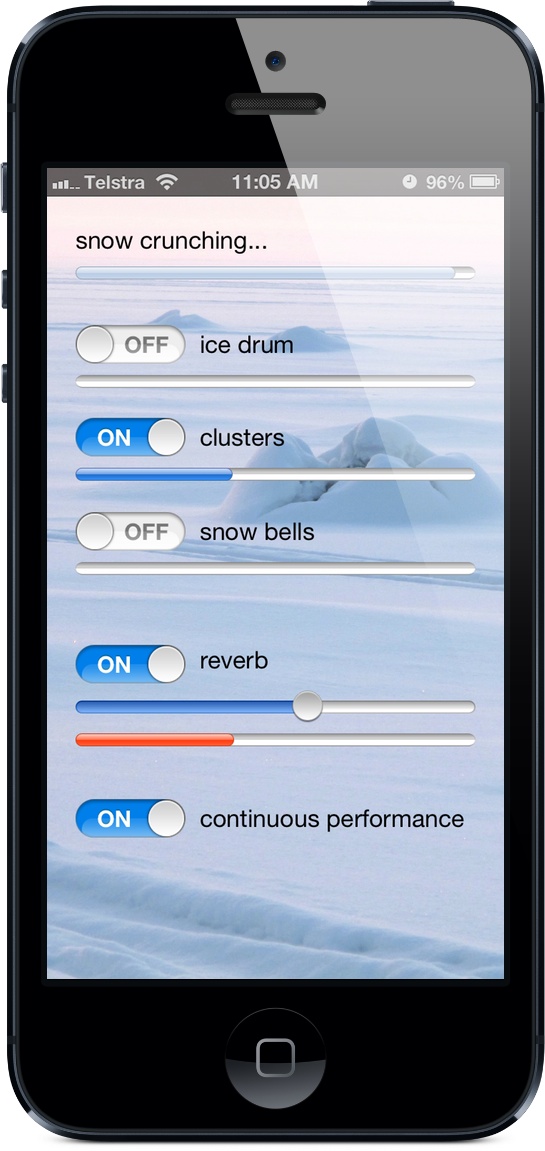 Telstra 11:05 AM 96%
snow crunching...
OFF ice drum
ON clusters
OFF snow bells
ON reverb
ON continuous performance